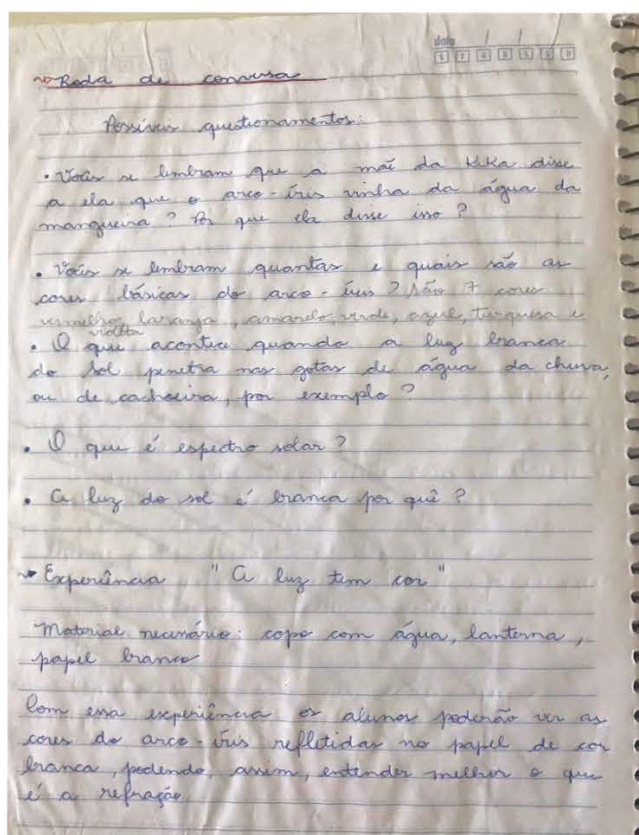 data / /
S T Q Q S S D
Roda de conversa
Possíveis questionamentos:
• Vocês se lembram que a mãe da Kika disse
a ela que o arco-íris vinha da água da
mangueira? Por que ela disse isso?
• Vocês se lembram quantas e quais são as
cores básicas do arco-íris? São 7 cores
vermelho, laranja, amarelo, verde, azul, turquesa e
violeta
• O que acontece quando a luz branca
do sol penetra nas gotas de água da chuva,
ou de cachoeira, por exemplo?
• O que é espectro solar?
• A luz do sol é branca por quê?
→ Experiência "A luz tem cor"
Material necessário: copo com água, lanterna,
papel branco
Com essa experiência os alunos poderão ver as
cores do arco-íris refletidas no papel de cor
branca, podendo, assim, entender melhor o que
é a refração.